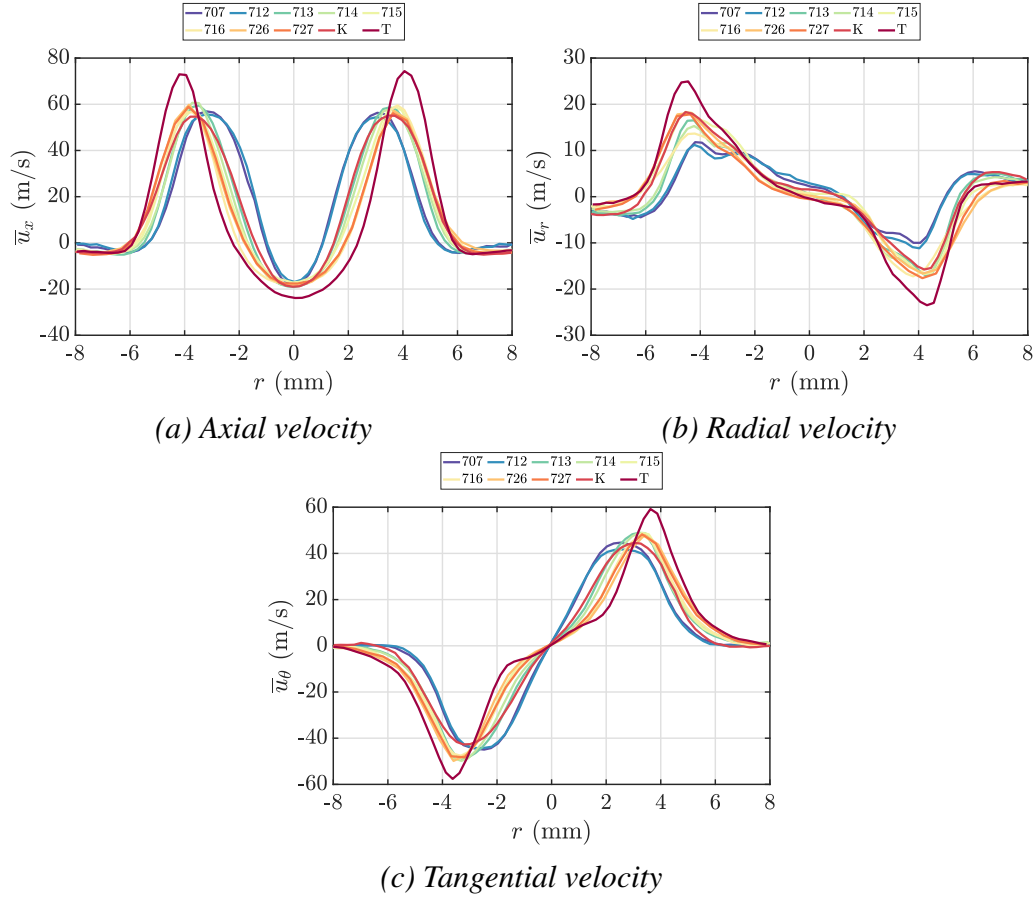 707 712 713 714 715
716 726 727 K T
80
60
40
20
0
-20
-40
-8 -6 -4 -2 0 2 4 6 8
u̅_x (m/s)
r (mm)
(a) Axial velocity
707 712 713 714 715
716 726 727 K T
30
20
10
0
-10
-20
-30
-8 -6 -4 -2 0 2 4 6 8
u̅_r (m/s)
r (mm)
(b) Radial velocity
707 712 713 714 715
716 726 727 K T
60
40
20
0
-20
-40
-60
-8 -6 -4 -2 0 2 4 6 8
u̅_θ (m/s)
r (mm)
(c) Tangential velocity